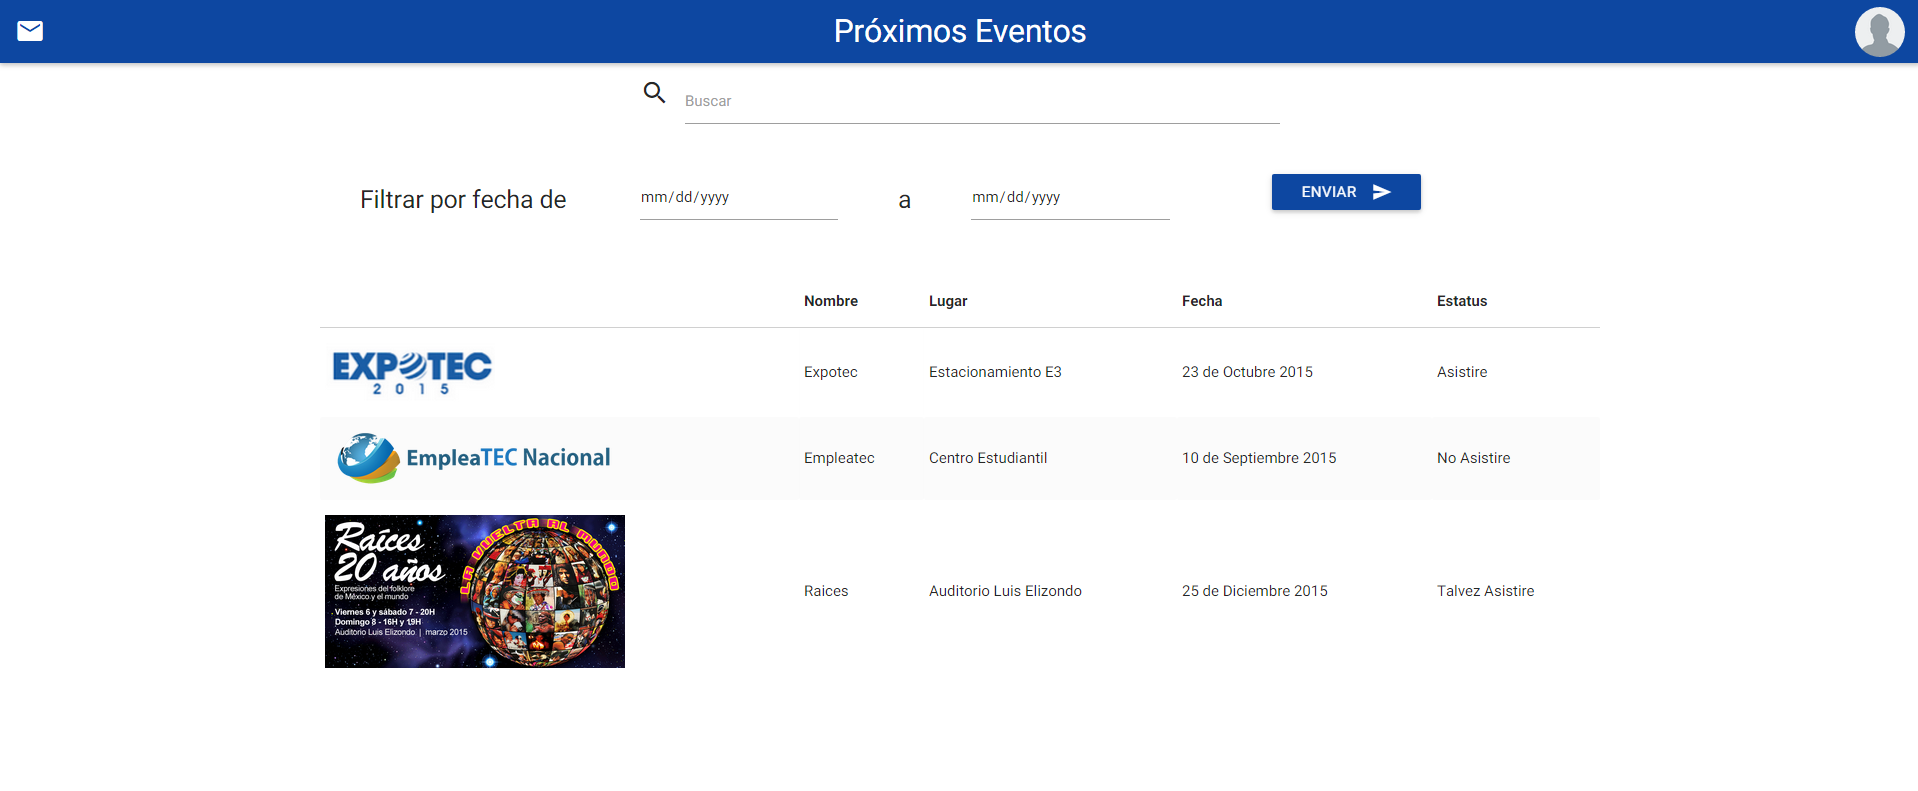 Próximos Eventos
Buscar
Filtrar por fecha de mm/dd/yyyy a mm/dd/yyyy ENVIAR
Nombre Lugar Fecha Estatus
EXPOTEC
2015
Expotec Estacionamiento E3 23 de Octubre 2015 Asistire
EmpleaTEC Nacional
Empleatec Centro Estudiantil 10 de Septiembre 2015 No Asistire
Raíces
20 años
LA VUELTA AL MUNDO
Expresiones del folklore
de México y el mundo
Viernes 6 y sábado 7 - 20H
Domingo 8 - 16H y 19H
Auditorio Luis Elizondo | marzo 2015
Raices Auditorio Luis Elizondo 25 de Diciembre 2015 Talvez Asistire